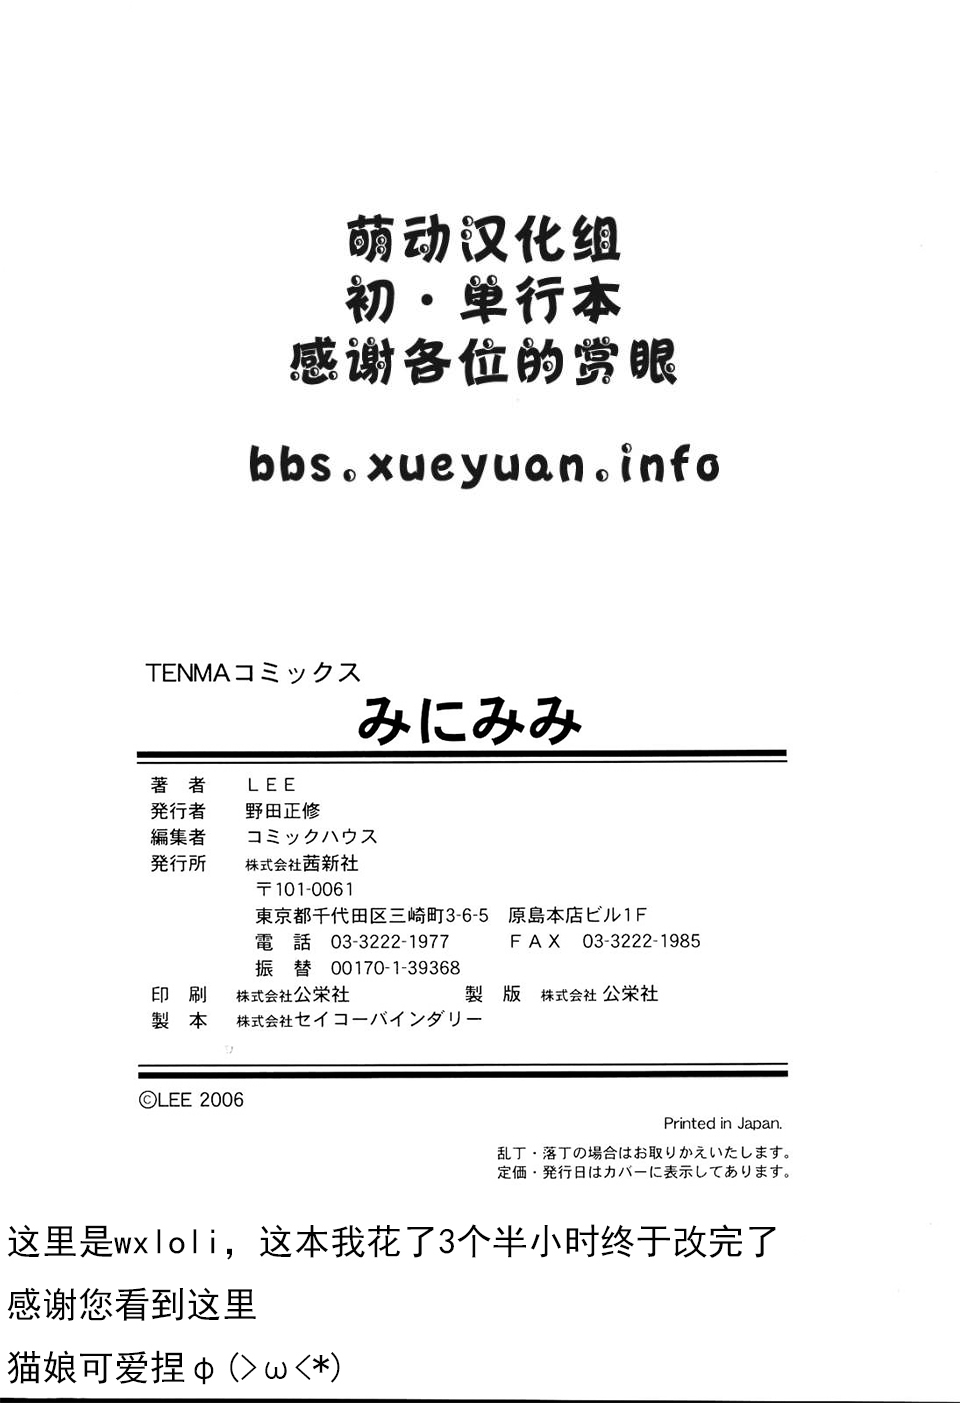 萌动汉化组
初·单行本
感谢各位的赏眼
bbs.xueyuan.info
TENMAコミックス
みにみみ
著　者　ＬＥＥ
発行者　野田正修
編集者　コミックハウス
発行所　株式会社茜新社
〒101-0061
東京都千代田区三崎町3-6-5　原島本店ビル1F
電　話　03-3222-1977　ＦＡＸ　03-3222-1985
振　替　00170-1-39368
印　刷　株式会社公栄社　製　版　株式会社 公栄社
製　本　株式会社セイコーバインダリー
©LEE 2006
Printed in Japan.
乱丁・落丁の場合はお取りかえいたします。
定価・発行日はカバーに表示してあります。
这里是wxloli，这本我花了3个半小时终于改完了
感谢您看到这里
猫娘可爱捏φ(>ω<*)